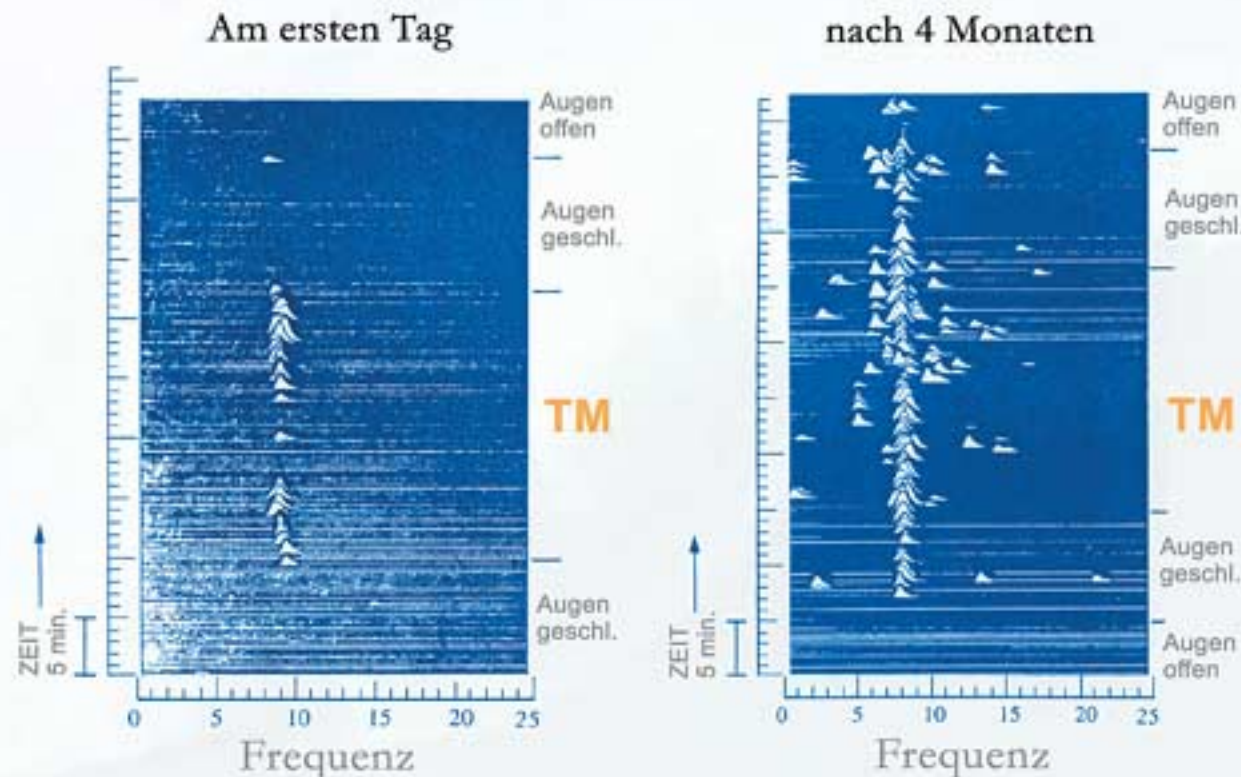 Am ersten Tag
Augen
offen
Augen
geschl.
TM
Augen
geschl.
ZEIT
5 min.
0 5 10 15 20 25
Frequenz
nach 4 Monaten
Augen
offen
Augen
geschl.
TM
Augen
geschl.
Augen
offen
ZEIT
5 min.
0 5 10 15 20 25
Frequenz